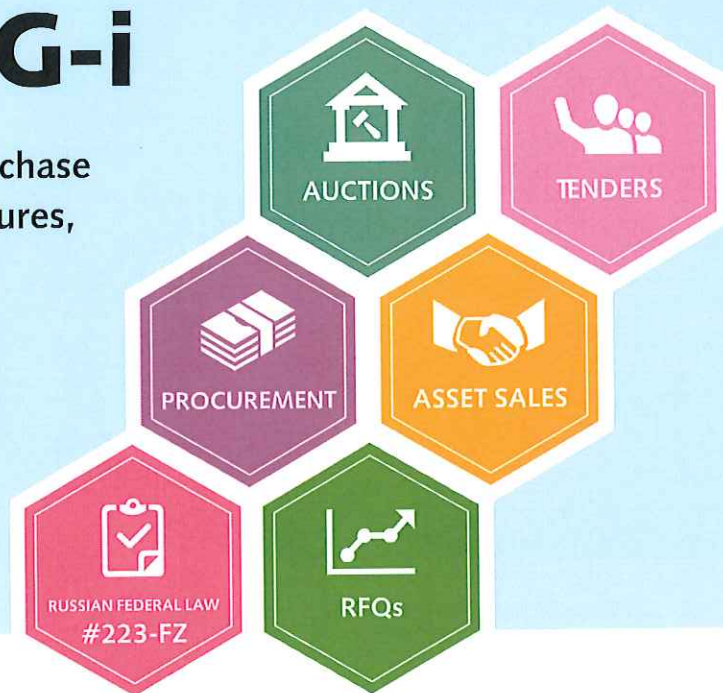 G-i
chase
ures,
AUCTIONS
TENDERS
PROCUREMENT
ASSET SALES
RUSSIAN FEDERAL LAW
#223-FZ
RFQs